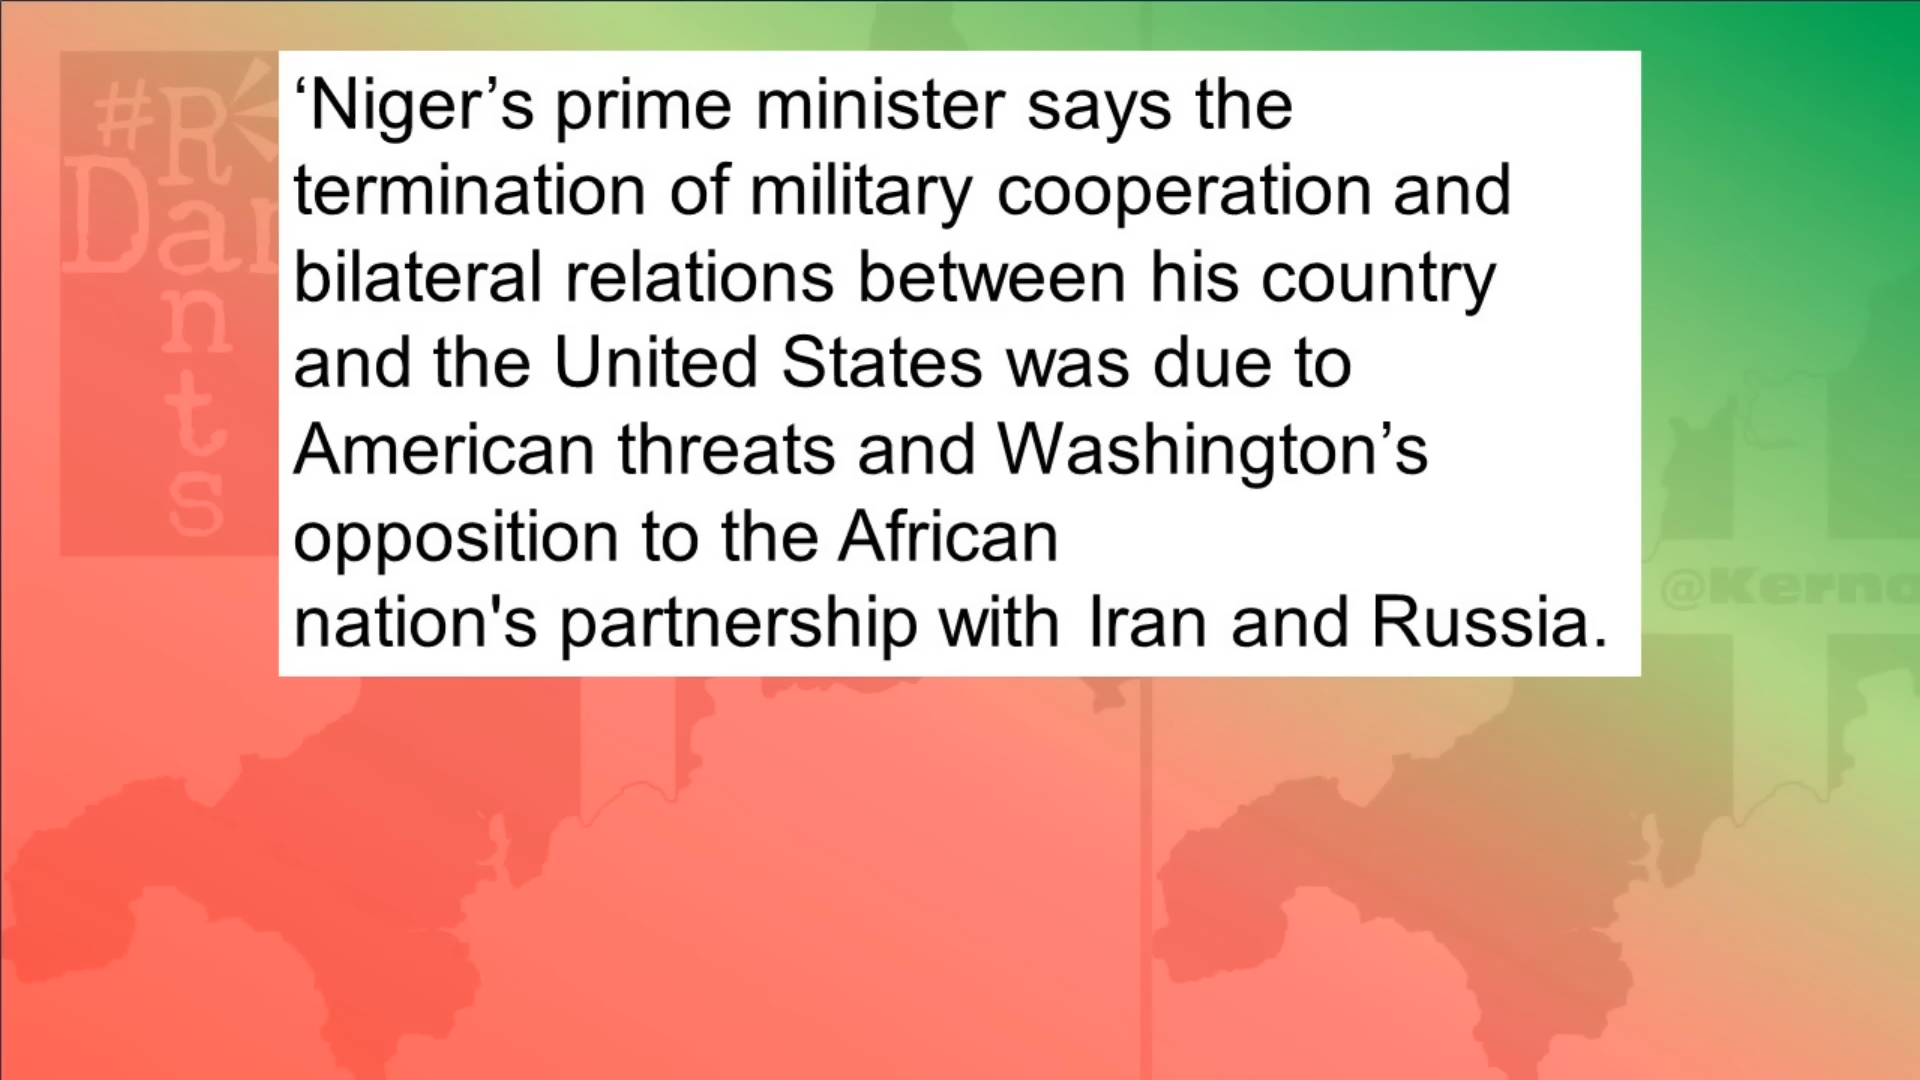 #R
Dar
n
t
s
‘Niger’s prime minister says the
termination of military cooperation and
bilateral relations between his country
and the United States was due to
American threats and Washington’s
opposition to the African
nation's partnership with Iran and Russia.